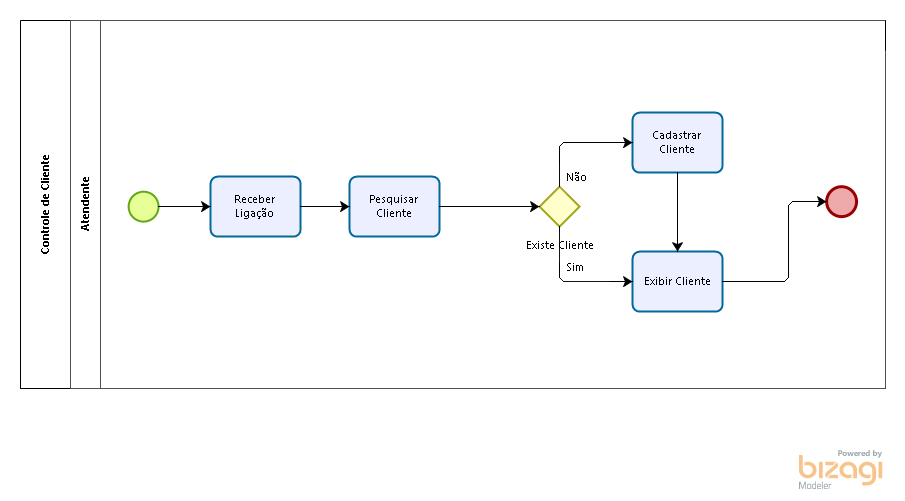 Controle de Cliente
Atendente
Receber
Ligação
Pesquisar
Cliente
Existe Cliente
Não
Sim
Cadastrar
Cliente
Exibir Cliente
Powered by
bizagi
Modeler